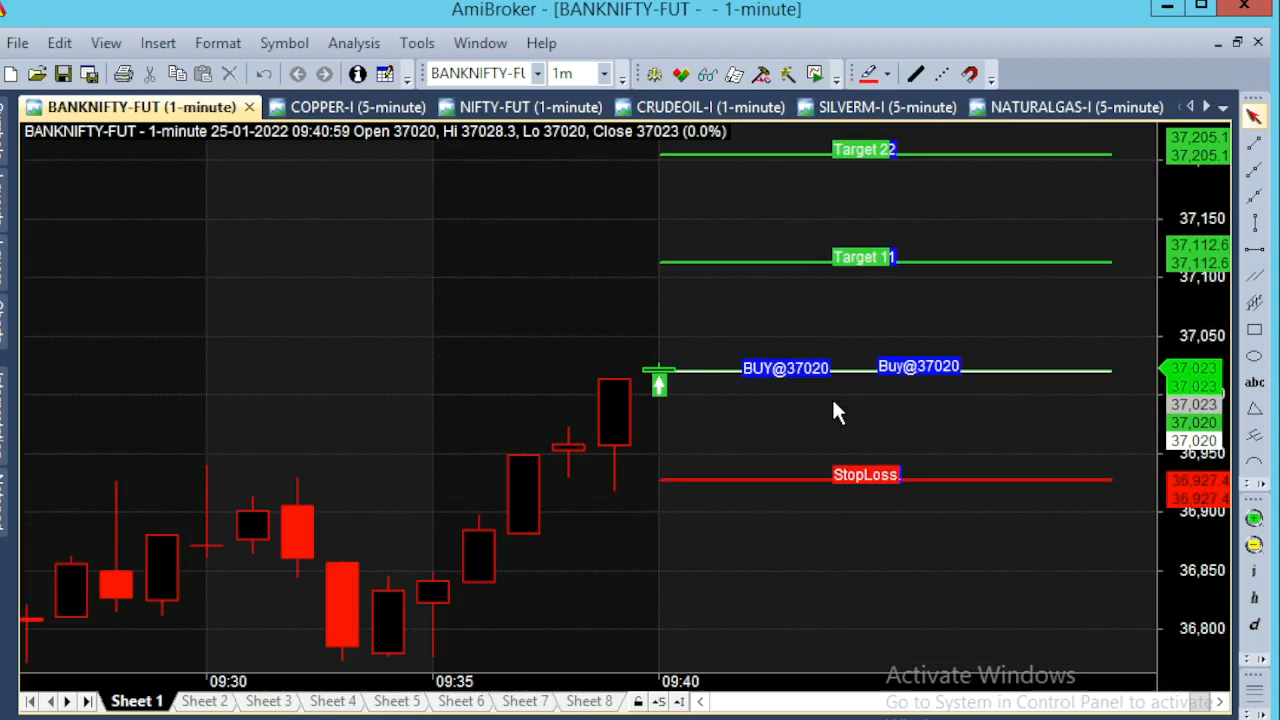 AmiBroker - [BANKNIFTY-FUT - - 1-minute]
File Edit View Insert Format Symbol Analysis Tools Window Help
BANKNIFTY-FU 1m
BANKNIFTY-FUT (1-minute) COPPER-I (5-minute) NIFTY-FUT (1-minute) CRUDEOIL-I (1-minute) SILVERM-I (5-minute) NATURALGAS-I (5-minute)
BANKNIFTY-FUT - 1-minute 25-01-2022 09:40:59 Open 37020, Hi 37028.3, Lo 37020, Close 37023 (0.0%)
37,205.1
Target 22
37,205.1
37,150
37,112.6
Target 11
37,112.6
37,100
37,050
BUY@37020 Buy@37020
37,023
37,023
abc
37,023
37,020
37,020
36,950
StopLoss
36,927.4
36,927.4
36,900
36,850
i
h
36,800
d
Activate Windows
09:30 09:35 09:40
Go to System in Control Panel to activate
Sheet 1 Sheet 2 Sheet 3 Sheet 4 Sheet 5 Sheet 6 Sheet 7 Sheet 8